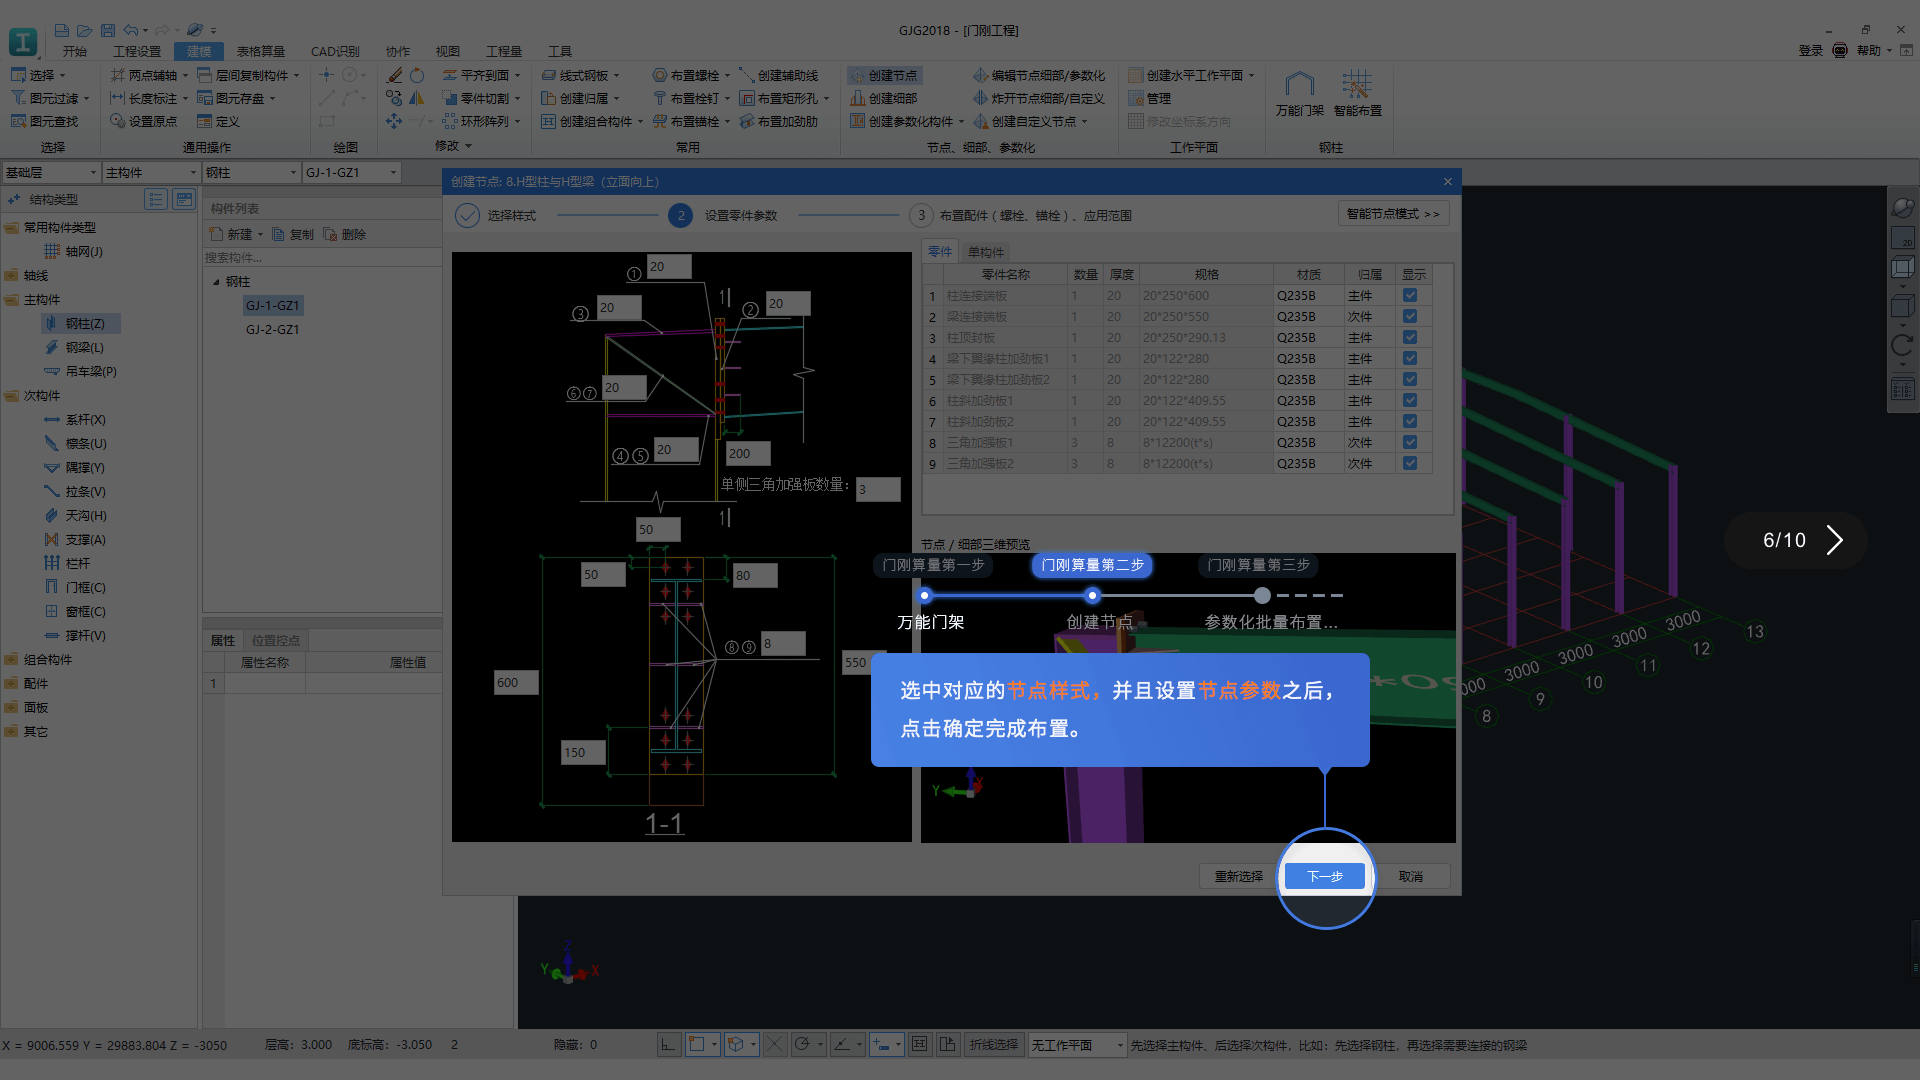 GJG2018 - [门刚工程]
开始 工程设置 建模 表格算量 CAD识别 协作 视图 工程量 工具
登录 帮助
选择 两点辅轴 层间复制构件 平齐到面 线式钢板 布置螺栓 创建辅助线 创建节点 编辑节点细部/参数化 创建水平工作平面
图元过滤 长度标注 图元存盘 零件切割 创建归属 布置栓钉 布置矩形孔 创建细部 炸开节点细部/自定义 管理 万能门架 智能布置
图元查找 设置原点 定义 环形阵列 创建组合构件 布置锚栓 布置加劲肋 创建参数化构件 创建自定义节点 修改坐标系方向
选择 通用操作 绘图 修改 常用 节点、细部、参数化 工作平面 钢柱
基础层 主构件 钢柱 GJ-1-GZ1
结构类型
常用构件类型
轴网(J)
轴线
主构件
钢柱(Z)
钢梁(L)
吊车梁(P)
次构件
系杆(X)
檩条(U)
隅撑(Y)
拉条(V)
天沟(H)
支撑(A)
栏杆
门框(C)
窗框(C)
撑杆(V)
组合构件
配件
面板
其它
构件列表
新建 复制 删除
搜索构件...
钢柱
GJ-1-GZ1
GJ-2-GZ1
属性 位置控点
属性名称 属性值
1
创建节点: 8.H型柱与H型梁（立面向上）
选择样式 2 设置零件参数 3 布置配件（螺栓、锚栓）、应用范围 智能节点模式 >>
① 20
③ 20 1 ② 20
⑥⑦ 20
④⑤ 20 200
单侧三角加强板数量： 3
1
50
50 80
⑧⑨ 8
600 550
150
1-1
零件 单构件
零件名称 数量 厚度 规格 材质 归属 显示
1 柱连接端板 1 20 20*250*600 Q235B 主件
2 梁连接端板 1 20 20*250*550 Q235B 次件
3 柱顶封板 1 20 20*250*290.13 Q235B 主件
4 梁下翼缘柱加劲板1 1 20 20*122*280 Q235B 主件
5 梁下翼缘柱加劲板2 1 20 20*122*280 Q235B 主件
6 柱斜加劲板1 1 20 20*122*409.55 Q235B 主件
7 柱斜加劲板2 1 20 20*122*409.55 Q235B 主件
8 三角加强板1 3 8 8*12200(t*s) Q235B 次件
9 三角加强板2 3 8 8*12200(t*s) Q235B 次件
节点 / 细部三维预览
门刚算量第一步 门刚算量第二步 门刚算量第三步
万能门架 创建节点 参数化批量布置...
选中对应的节点样式，并且设置节点参数之后，
点击确定完成布置。
Y X
重新选择 下一步 取消
6/10
20
3000 3000 3000 3000
8 9 10 11 12 13
Z
Y X
X = 9006.559 Y = 29883.804 Z = -3050 层高： 3.000 底标高： -3.050 2 隐藏： 0 折线选择 无工作平面 先选择主构件、后选择次构件，比如：先选择钢柱，再选择需要连接的钢梁